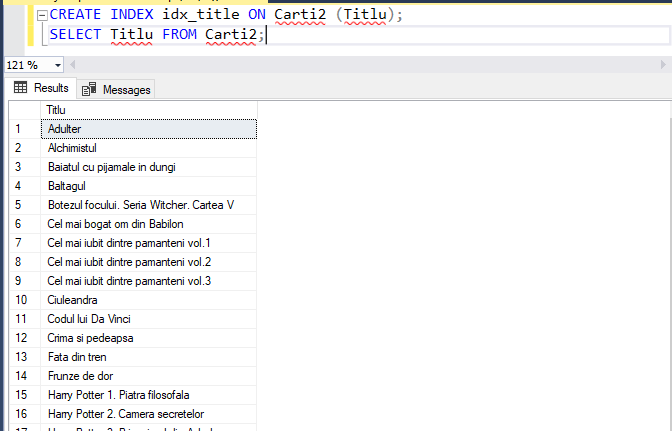 CREATE INDEX idx_title ON Carti2 (Titlu);
SELECT Titlu FROM Carti2;
121 %
Results Messages
Titlu
1 Adulter
2 Alchimistul
3 Baiatul cu pijamale in dungi
4 Baltagul
5 Botezul focului. Seria Witcher. Cartea V
6 Cel mai bogat om din Babilon
7 Cel mai iubit dintre pamanteni vol.1
8 Cel mai iubit dintre pamanteni vol.2
9 Cel mai iubit dintre pamanteni vol.3
10 Ciuleandra
11 Codul lui Da Vinci
12 Crima si pedeapsa
13 Fata din tren
14 Frunze de dor
15 Harry Potter 1. Piatra filosofala
16 Harry Potter 2. Camera secretelor